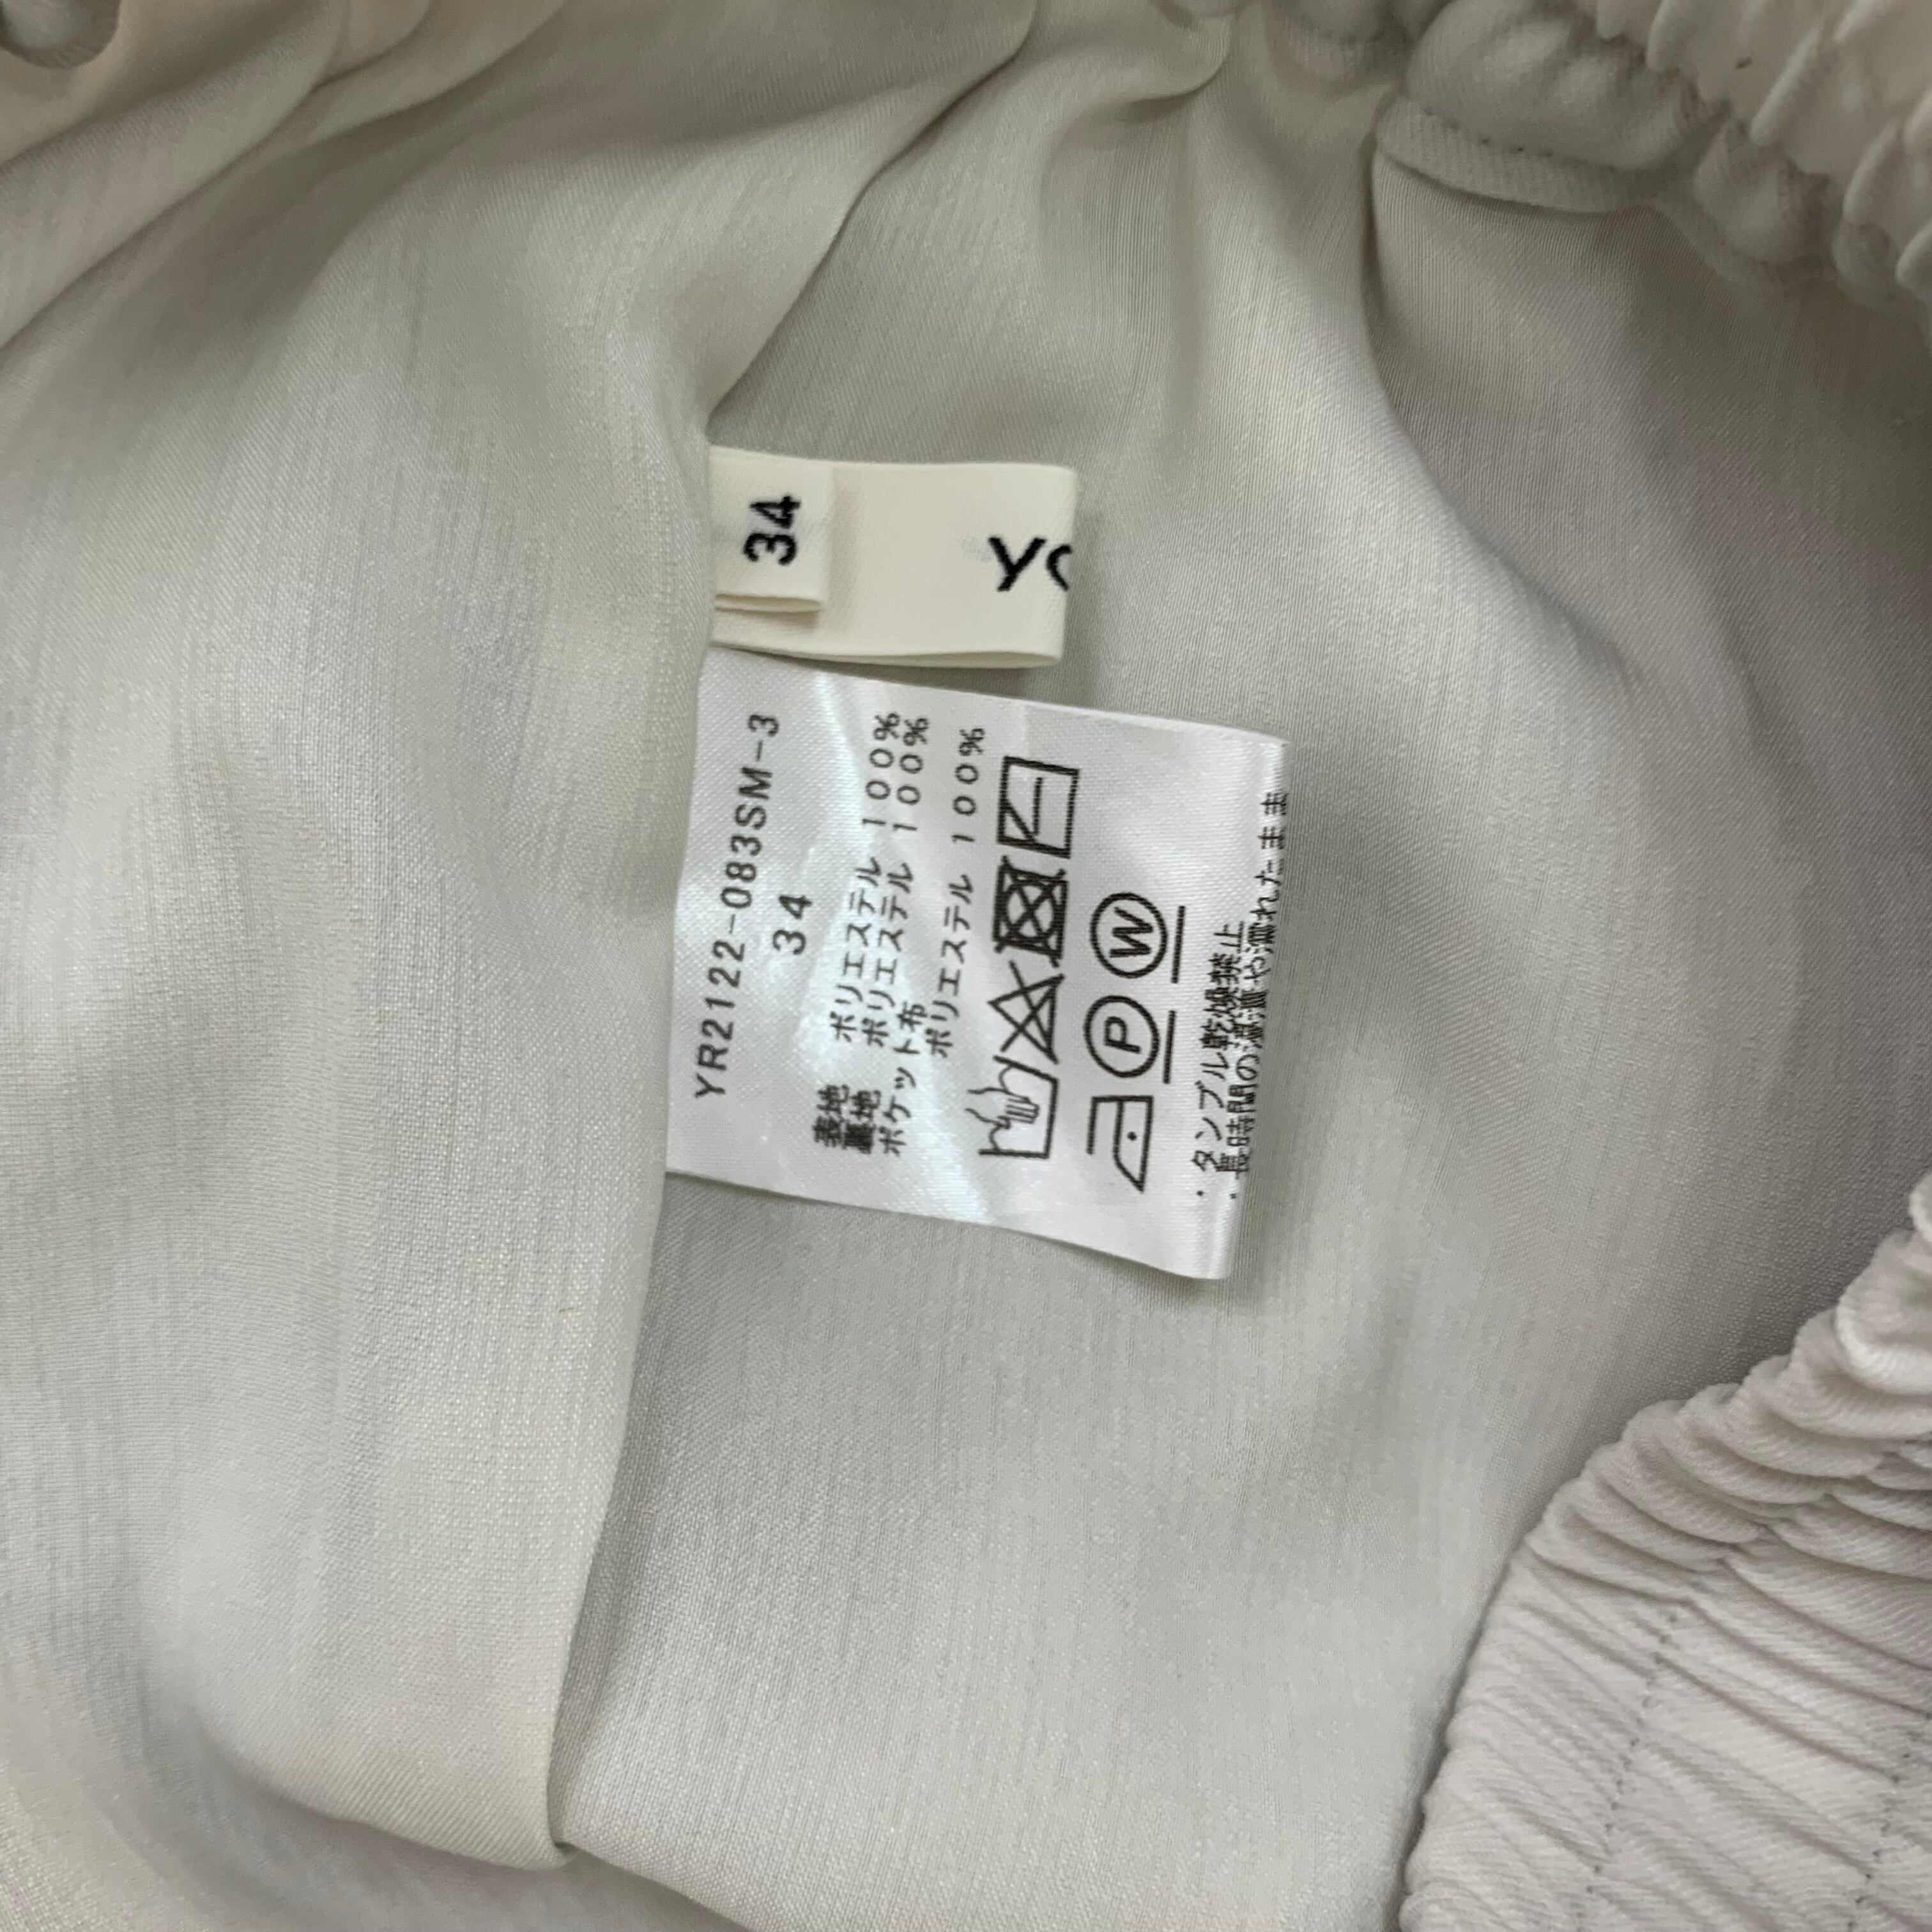 34
YO
YR2122-083SM-3
34
表地 ポリエステル 100%
裏地 ポリエステル 100%
ポケット布
ポリエステル 100%
P W
・タンブル乾燥禁止
・長時間の浸漬や濡れたまま